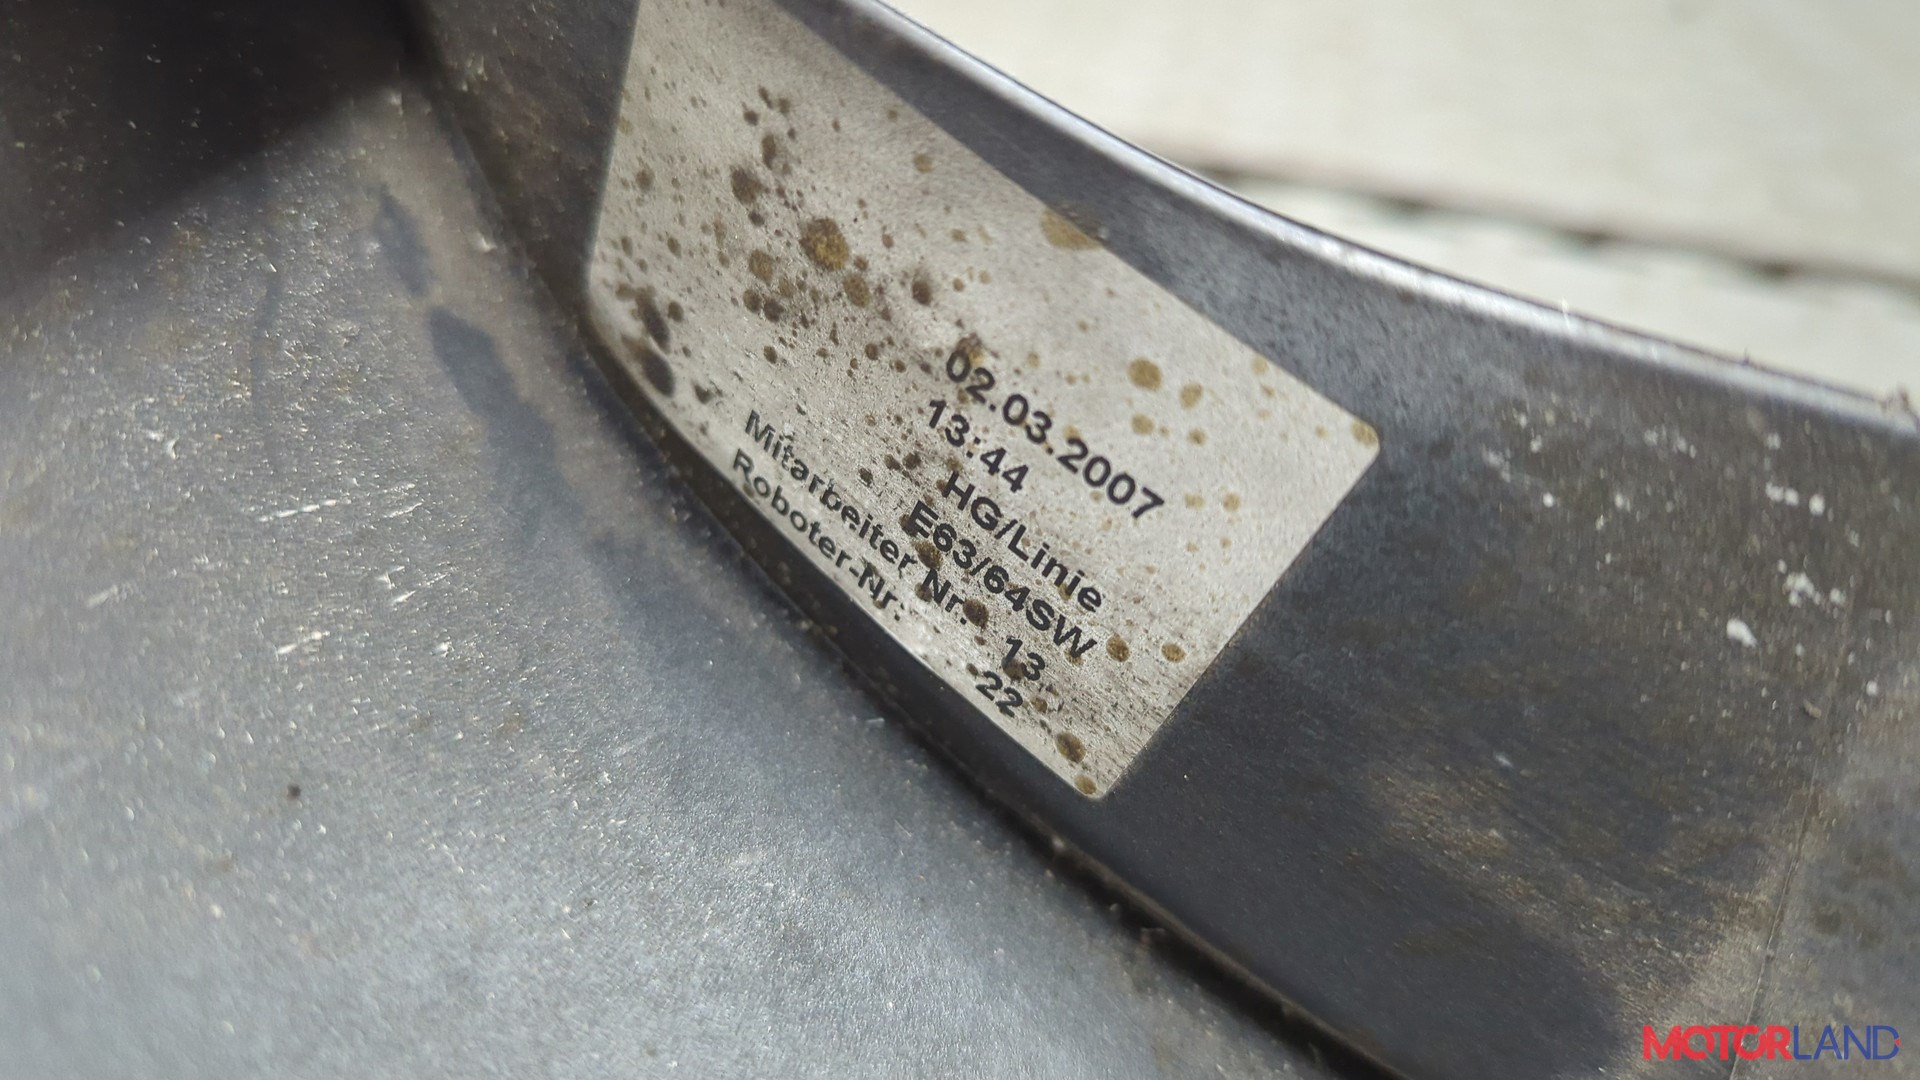 02.03.2007
13:44
HG/Linie
E63/64SW
Mitarbeiter Nr.: 13
Roboter-Nr.: 22
MOTORLAND